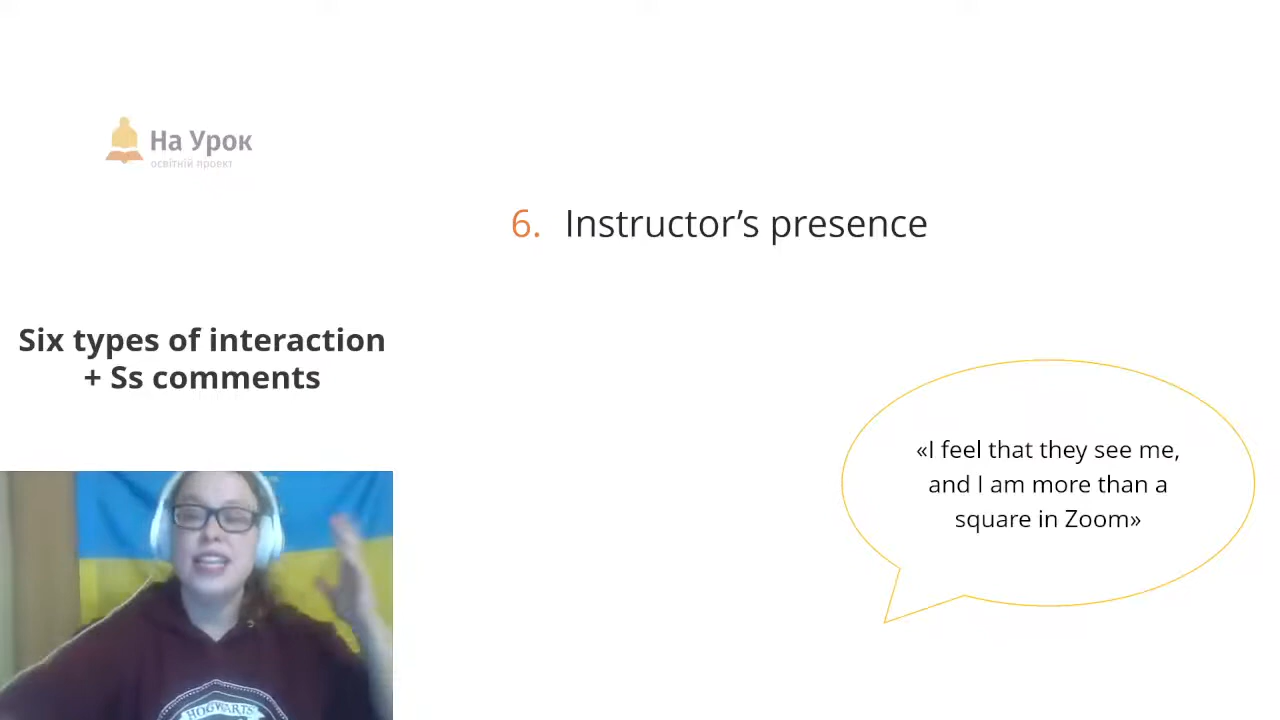 На Урок
освітній проект
6. Instructor’s presence
Six types of interaction
+ Ss comments
«I feel that they see me,
and I am more than a
square in Zoom»
HOGWARTS